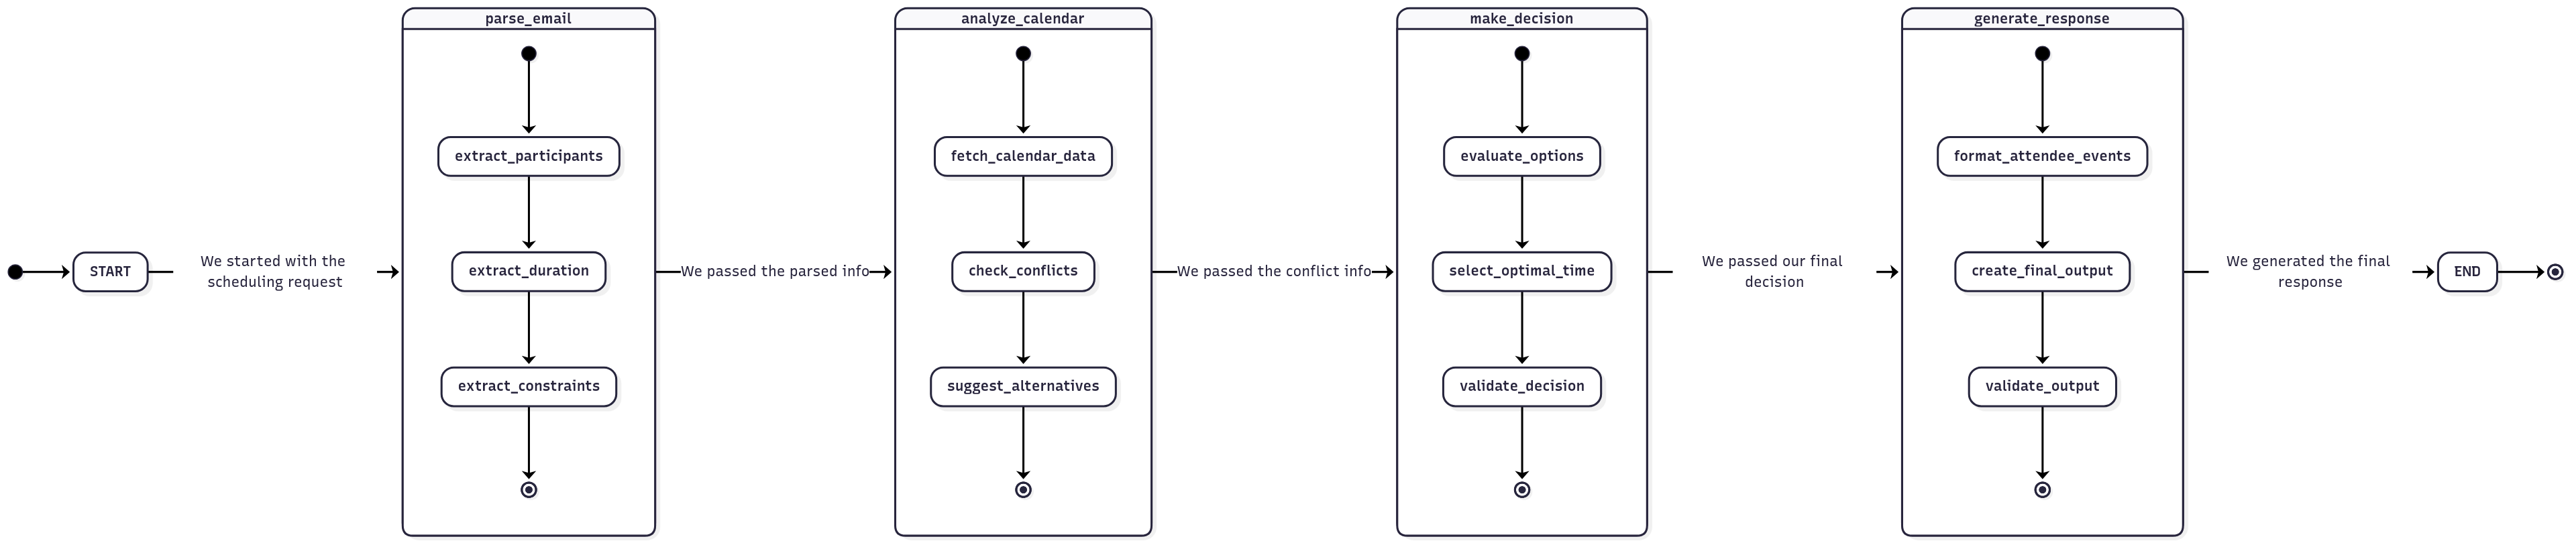 START
We started with the
scheduling request
parse_email
extract_participants
extract_duration
extract_constraints
We passed the parsed info
analyze_calendar
fetch_calendar_data
check_conflicts
suggest_alternatives
We passed the conflict info
make_decision
evaluate_options
select_optimal_time
validate_decision
We passed our final
decision
generate_response
format_attendee_events
create_final_output
validate_output
We generated the final
response
END